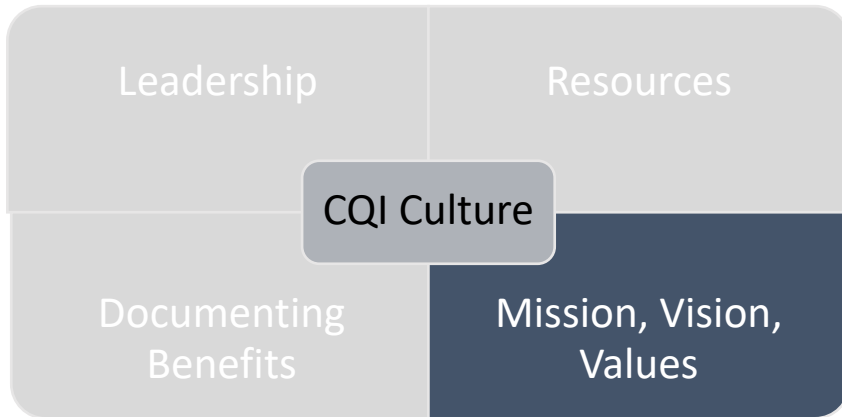 Leadership
Resources
CQI Culture
Documenting
Benefits
Mission, Vision,
Values